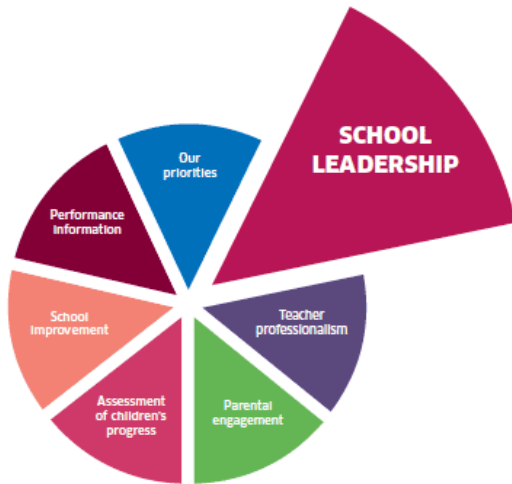 SCHOOL
LEADERSHIP
Our
priorities
Performance
information
Teacher
professionalism
School
improvement
Assessment
of children's
progress
Parental
engagement